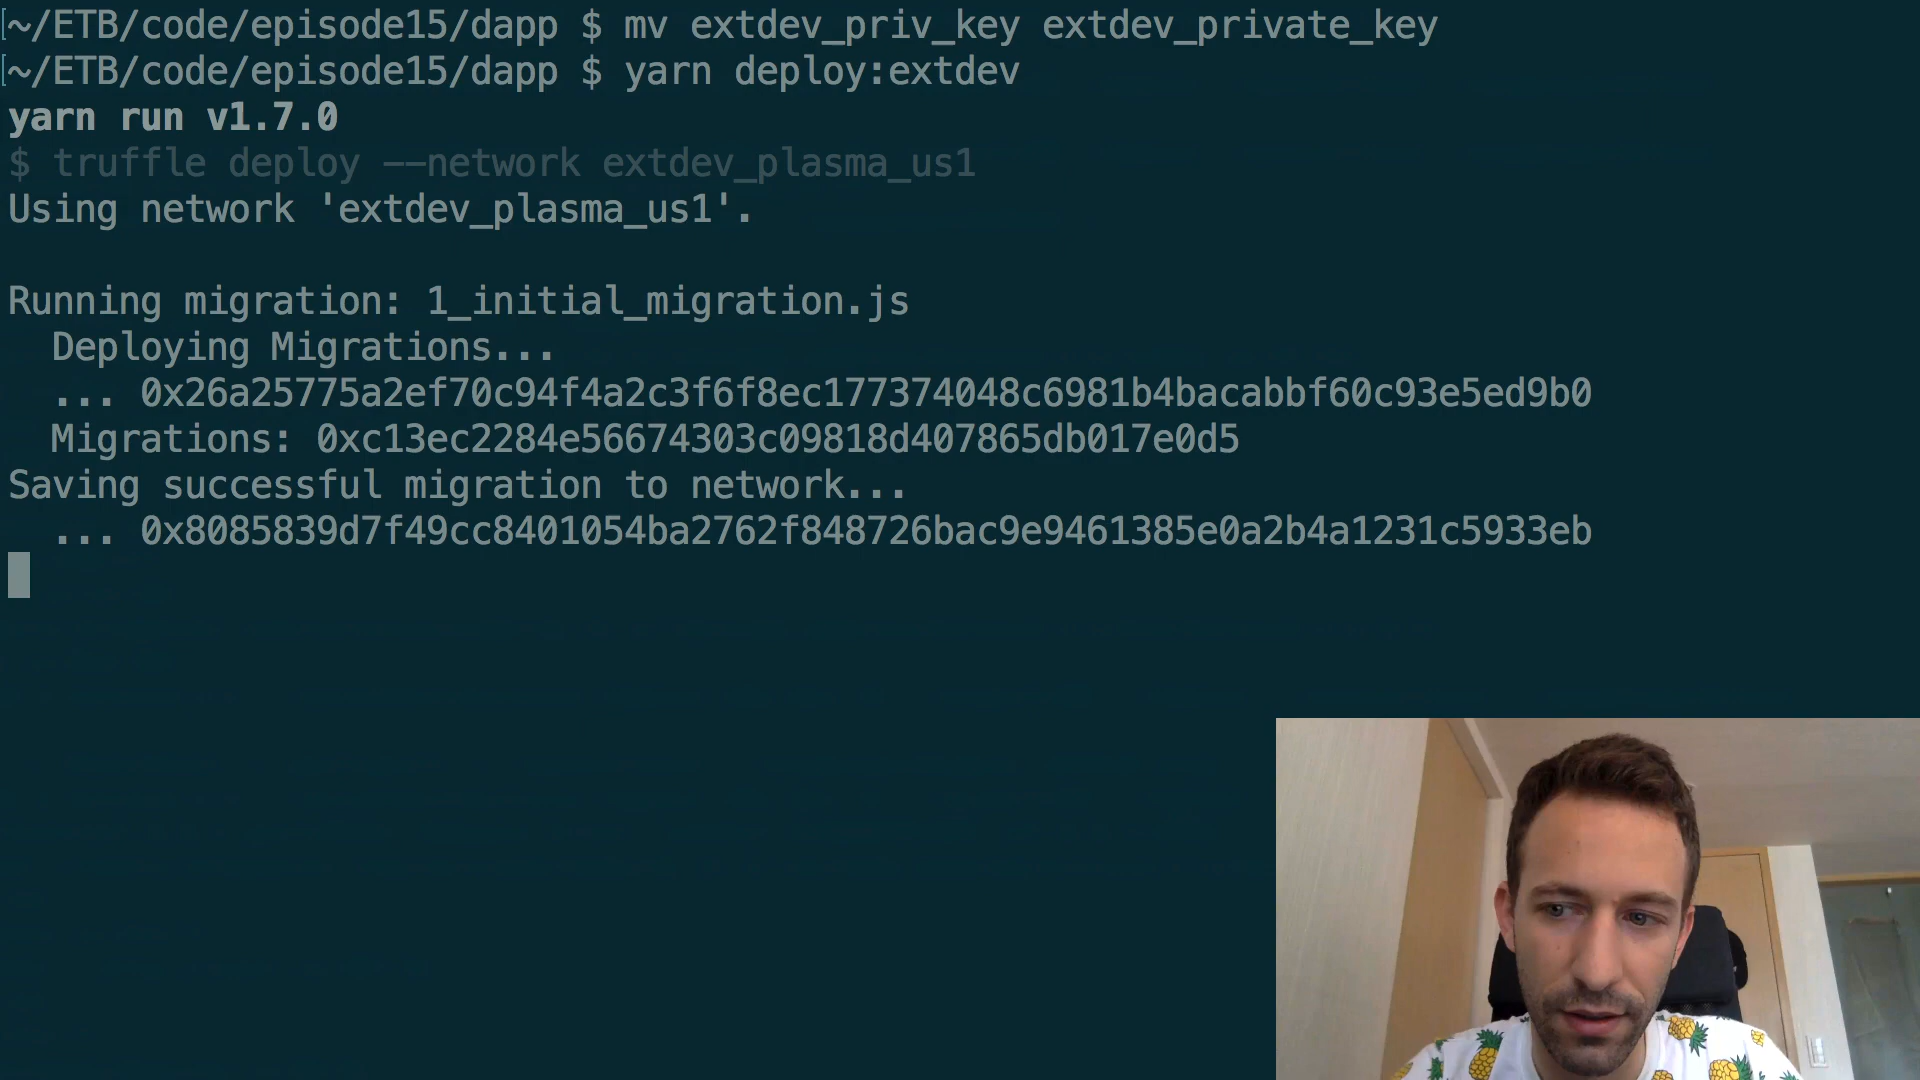 [~/ETB/code/episode15/dapp $ mv extdev_priv_key extdev_private_key
[~/ETB/code/episode15/dapp $ yarn deploy:extdev
yarn run v1.7.0
$ truffle deploy --network extdev_plasma_us1
Using network 'extdev_plasma_us1'.
Running migration: 1_initial_migration.js
Deploying Migrations...
... 0x26a25775a2ef70c94f4a2c3f6f8ec177374048c6981b4bacabbf60c93e5ed9b0
Migrations: 0xc13ec2284e56674303c09818d407865db017e0d5
Saving successful migration to network...
... 0x8085839d7f49cc8401054ba2762f848726bac9e9461385e0a2b4a1231c5933eb